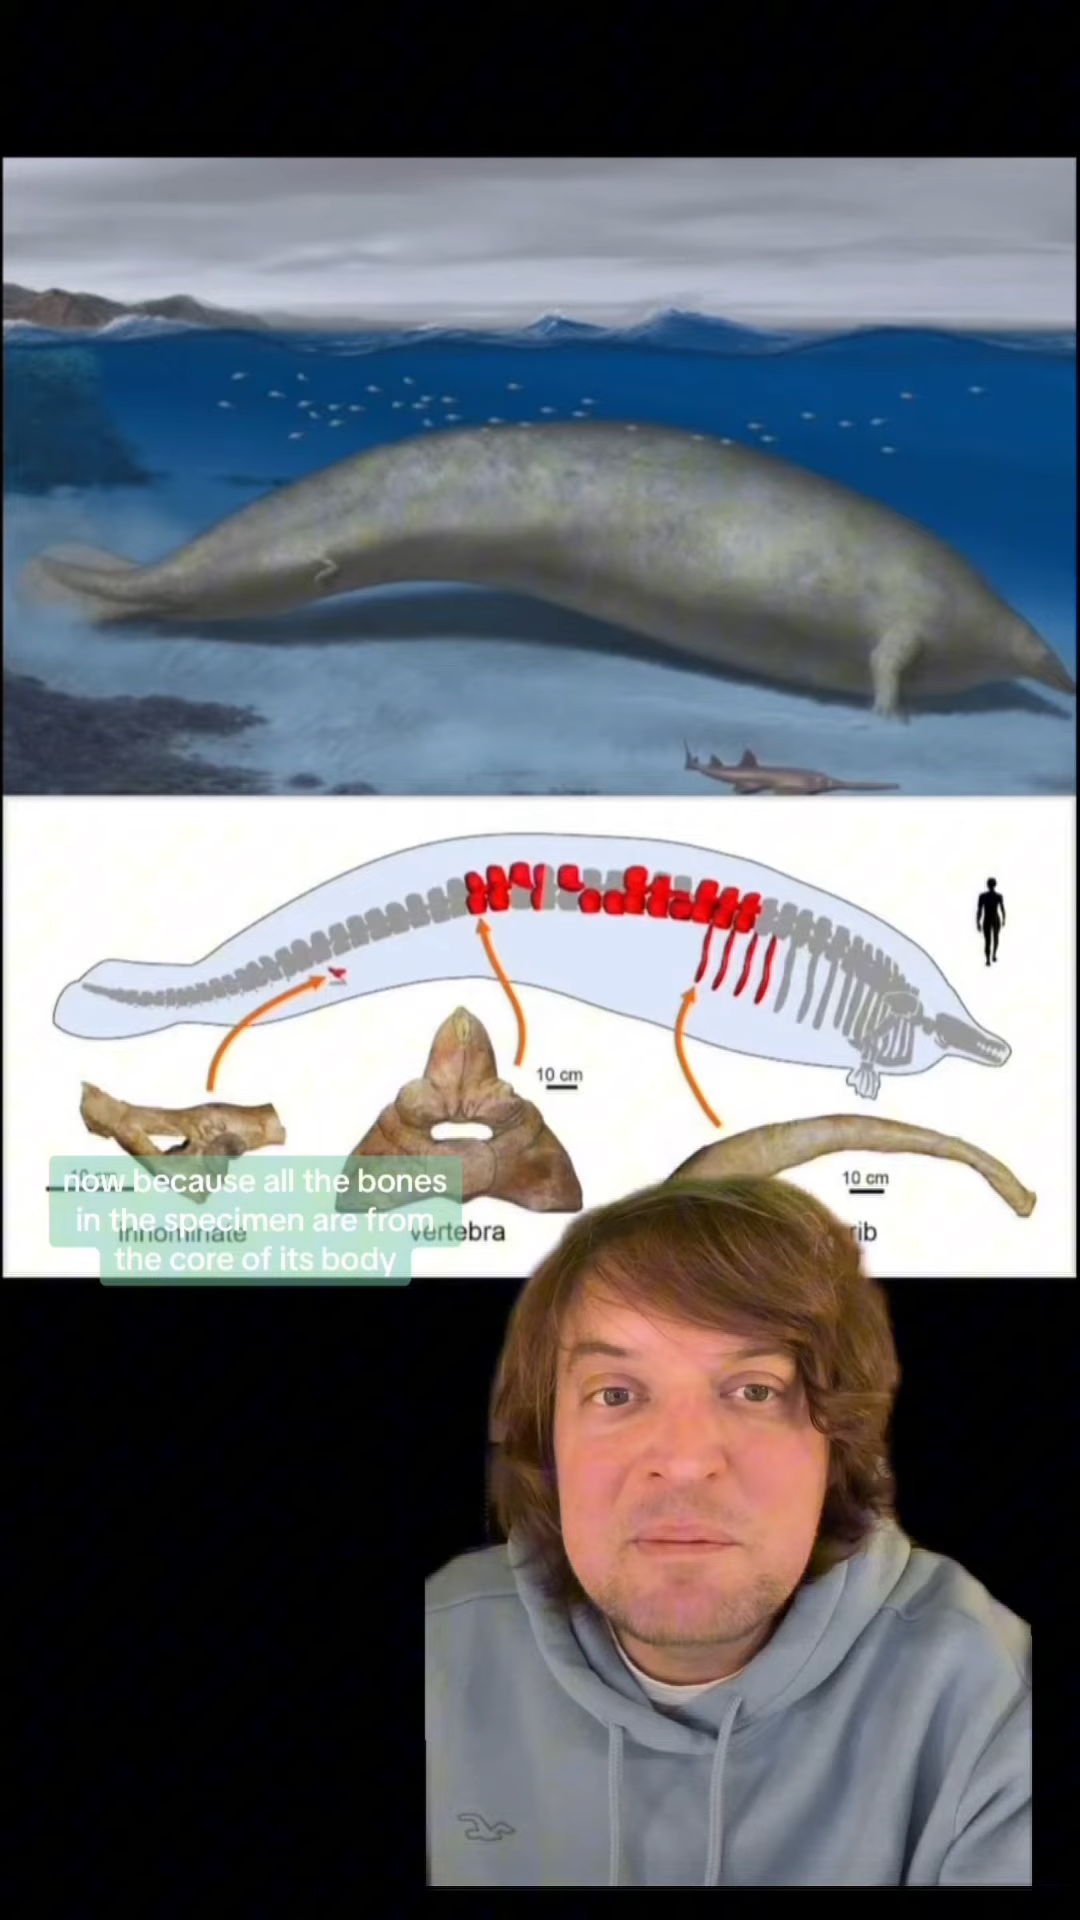 10 cm
10 cm
10 cm
innominate
vertebra
rib
now because all the bones
in the specimen are from
the core of its body